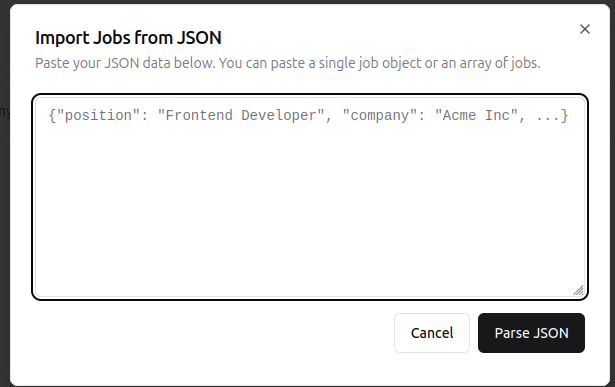 Import Jobs from JSON
Paste your JSON data below. You can paste a single job object or an array of jobs.
{"position": "Frontend Developer", "company": "Acme Inc", ...}
Cancel
Parse JSON